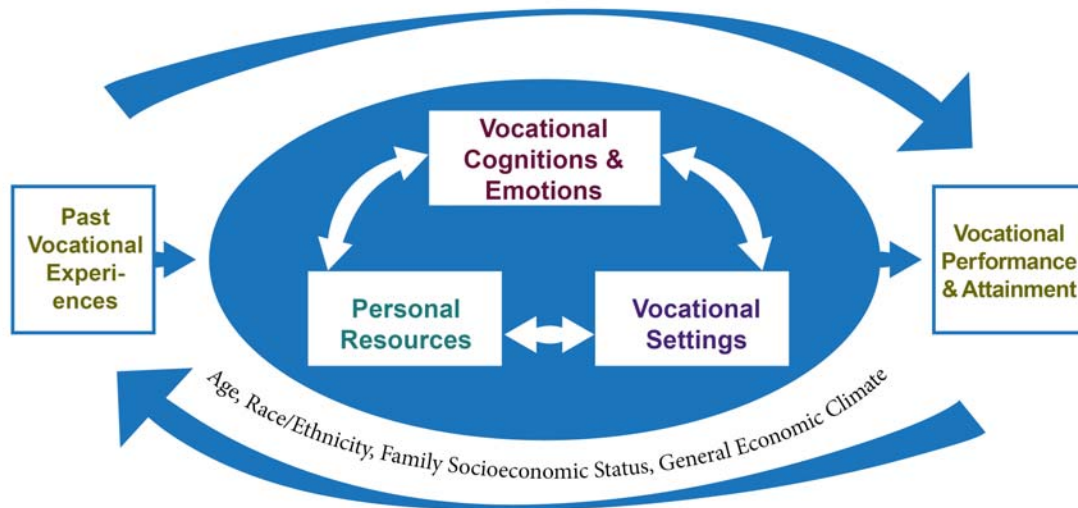 Vocational
Cognitions &
Emotions
Past
Vocational
Experi-
ences
Vocational
Performance
& Attainment
Personal
Resources
Vocational
Settings
Age, Race/Ethnicity, Family Socioeconomic Status, General Economic Climate